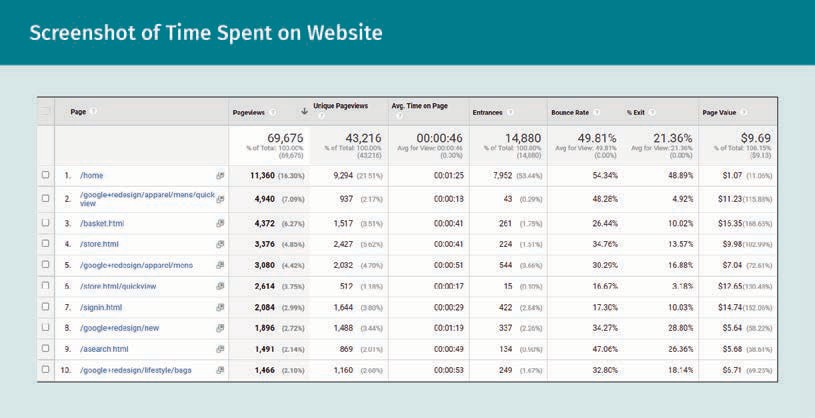 Screenshot of Time Spent on Website
Page Pageviews Unique Pageviews Avg. Time on Page Entrances Bounce Rate % Exit Page Value
69,676 43,216 00:00:46 14,880 49.81% 21.36% $9.69
% of Total: 100.00% (69,676) % of Total: 100.00% (43,216) Avg for View: 00:00:46 (0.00%) % of Total: 100.00% (14,880) Avg for View: 49.81% (0.00%) Avg for View: 21.36% (0.00%) % of Total: 106.15% ($9.13)
1. /home 11,360 (16.30%) 9,294 (21.51%) 00:01:25 7,952 (53.44%) 54.34% 48.89% $1.07 (11.05%)
2. /google+redesign/apparel/mens/quick view 4,940 (7.09%) 937 (2.17%) 00:00:13 43 (0.29%) 48.28% 4.92% $11.23 (115.88%)
3. /basket.html 4,372 (6.27%) 1,517 (3.51%) 00:00:41 261 (1.75%) 26.44% 10.02% $15.35
4. /store.html 3,376 (4.85%) 2,427 (5.62%) 00:00:41 224 (1.51%) 34.76% 13.57% $9.98 (102.99%)
5. /google+redesign/apparel/mens 3,080 (4.42%) 2,032 (4.70%) 00:00:51 544 (3.66%) 30.29% 16.88% $7.04 (72.61%)
6. /store.html/quickview 2,614 (3.75%) 512 (1.18%) 00:00:17 15 (0.10%) 16.67% 3.18% $12.65
7. /signin.html 2,084 (2.99%) 1,644 (3.80%) 00:00:29 422 (2.84%) 17.30% 10.03% $14.74
8. /google+redesign/new 1,896 (2.72%) 1,488 (3.44%) 00:01:19 337 (2.26%) 34.27% 28.80% $5.64 (58.22%)
9. /asearch.html 1,491 (2.14%) 869 (2.01%) 00:00:49 134 (0.90%) 47.06% 26.36% $5.68
10. /google+redesign/lifestyle/bags 1,466 (2.10%) 1,160 (2.68%) 00:00:53 249 (1.67%) 32.80% 18.14% $6.71 (69.23%)